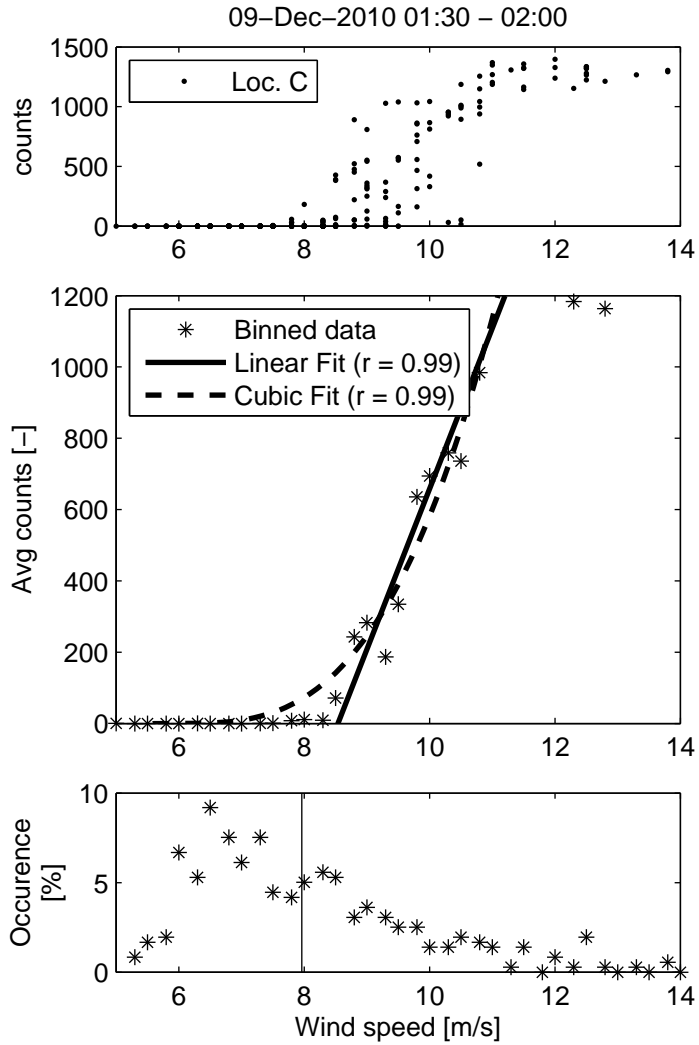 09−Dec−2010 01:30 − 02:00
1500
1000
500
0
counts
Loc. C
6 8 10 12 14
1200
1000
800
600
400
200
0
Avg counts [−]
Binned data
Linear Fit (r = 0.99)
Cubic Fit (r = 0.99)
6 8 10 12 14
10
5
0
Occurence
[%]
6 8 10 12 14
Wind speed [m/s]